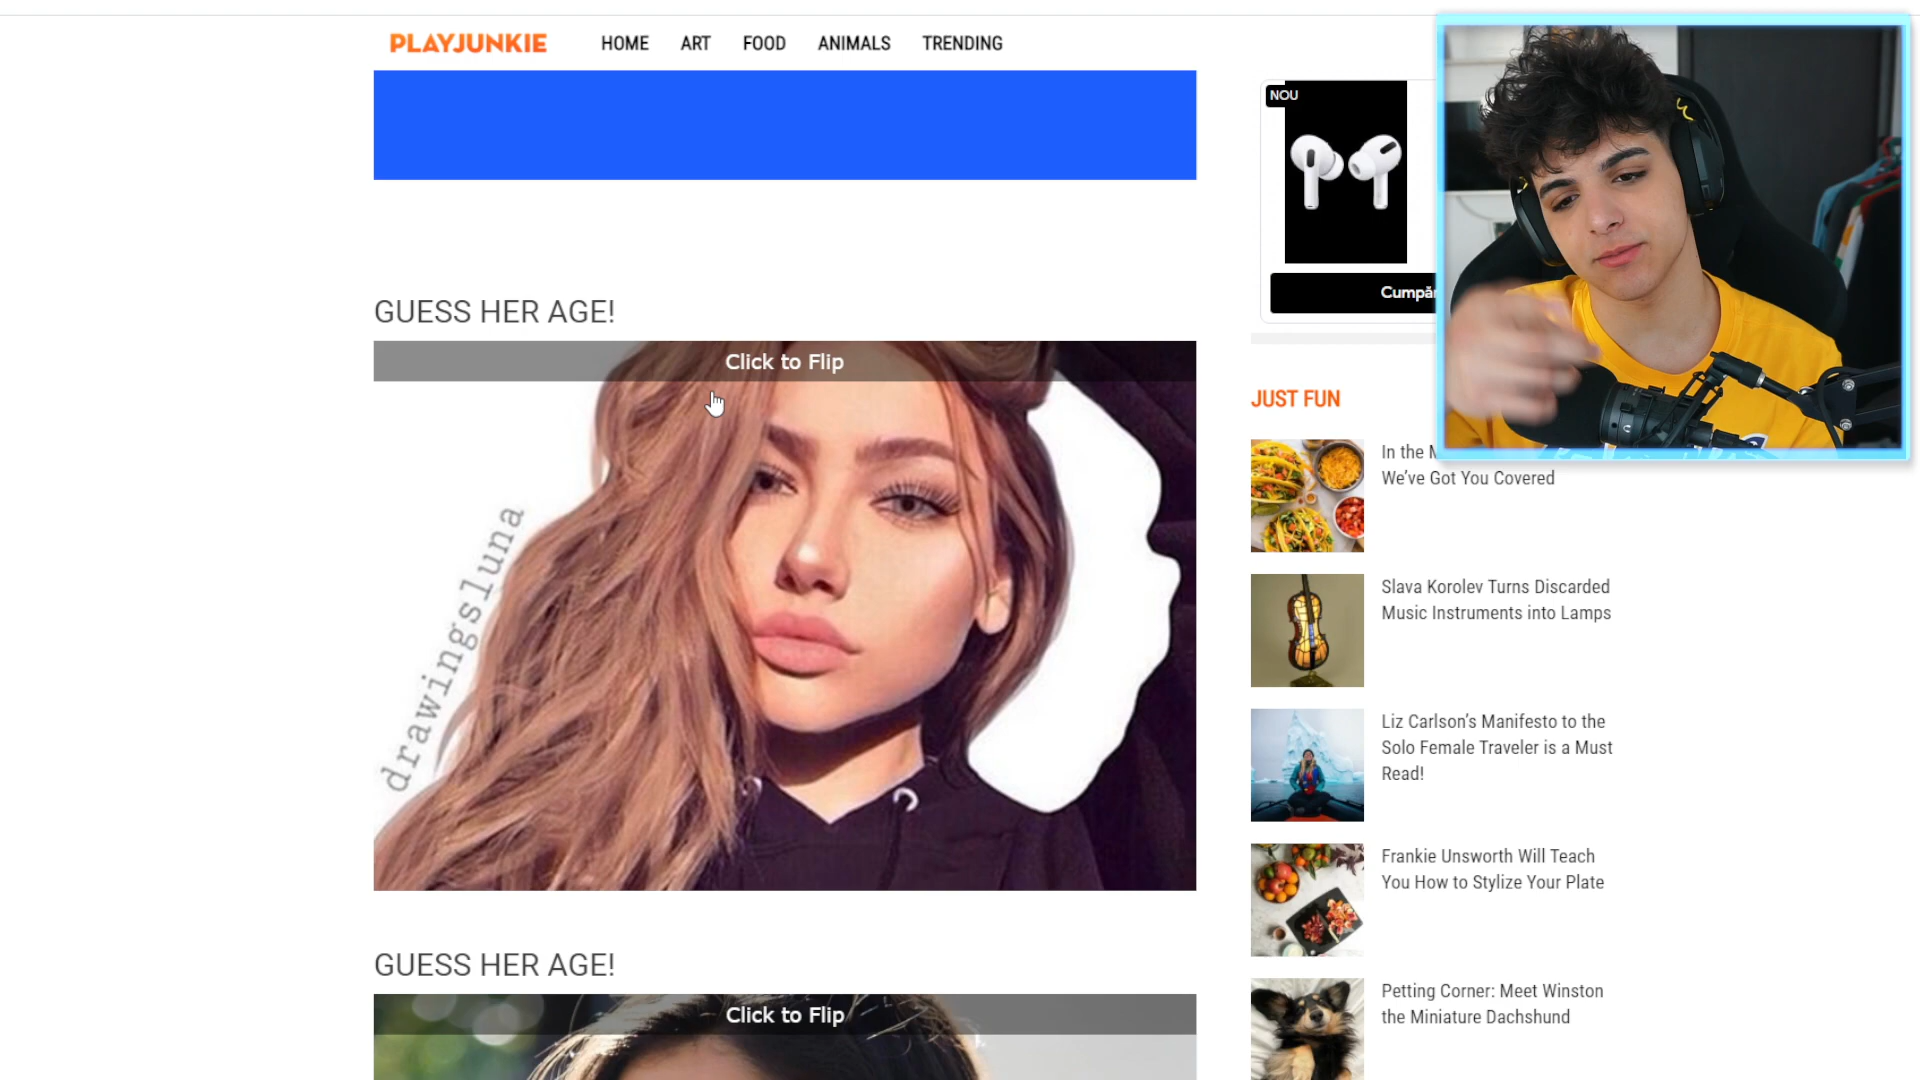 PLAYJUNKIE
HOME
ART
FOOD
ANIMALS
TRENDING
NOU
GUESS HER AGE!
Click to Flip
drawingsluna
JUST FUN
In the
We've Got You Covered
Slava Korolev Turns Discarded
Music Instruments into Lamps
Liz Carlson's Manifesto to the
Solo Female Traveler is a Must
Read!
Frankie Unsworth Will Teach
You How to Stylize Your Plate
Petting Corner: Meet Winston
the Miniature Dachshund
GUESS HER AGE!
Click to Flip